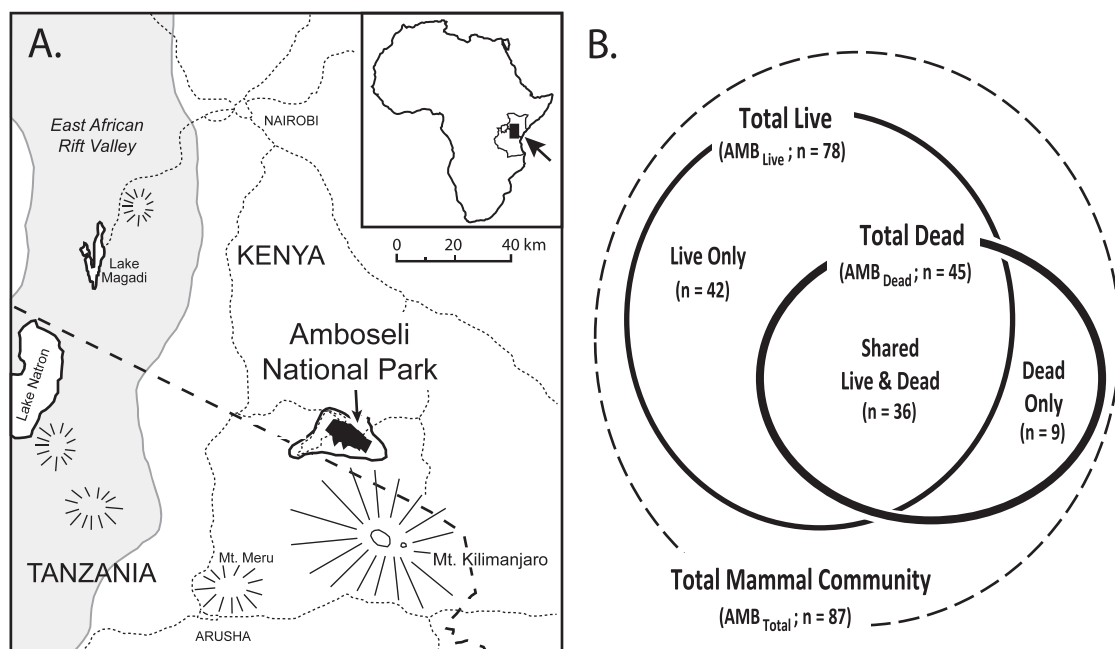 A.
East African
Rift Valley
NAIROBI
Lake
Magadi
KENYA
0 20 40 km
Amboseli
National Park
Lake Natron
Mt. Meru
Mt. Kilimanjaro
TANZANIA
ARUSHA
B.
Total Live
(AMB Live ; n = 78)
Total Dead
(AMB Dead ; n = 45)
Live Only
(n = 42)
Shared
Live & Dead
(n = 36)
Dead
Only
(n = 9)
Total Mammal Community
(AMB Total ; n = 87)